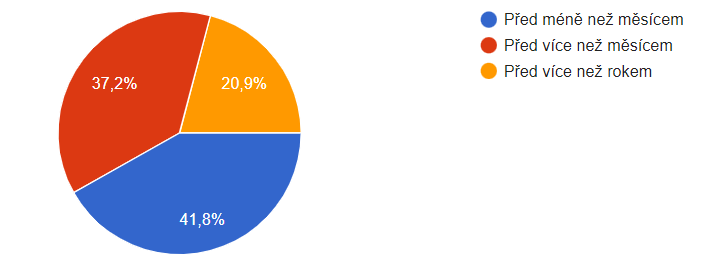 Před méně než měsícem
Před více než měsícem
Před více než rokem
37,2%
20,9%
41,8%